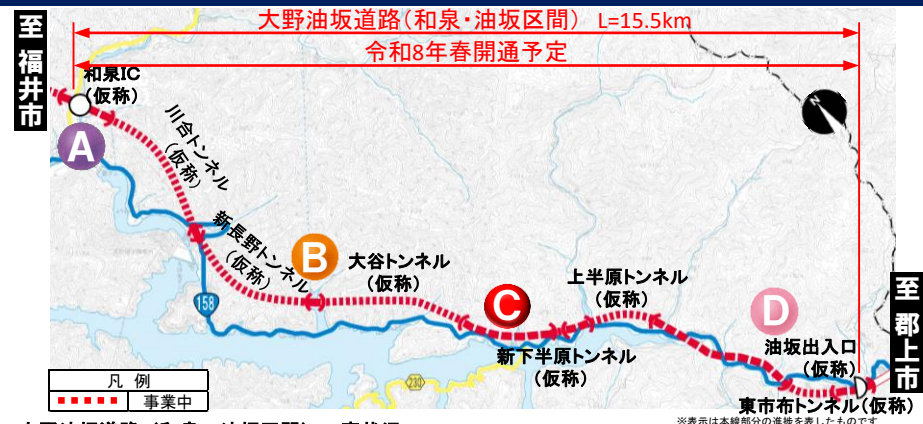 大野油坂道路(和泉・油坂区間) L=15.5km
令和8年春開通予定
至 福井市
和泉IC
(仮称)
A
川合トンネル
(仮称)
新長野トンネル
(仮称)
B
大谷トンネル
(仮称)
158
C
新下半原トンネル
(仮称)
上半原トンネル
(仮称)
230
D
油坂出入口
(仮称)
東市布トンネル(仮称)
至 郡上市
N
凡 例
事業中
※表示は本線部分の進捗を表したものです